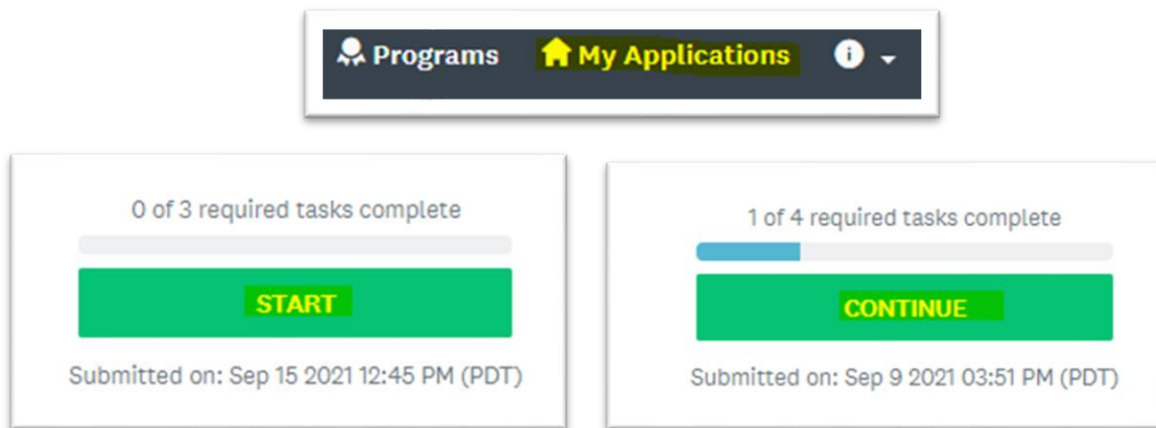 Programs My Applications
0 of 3 required tasks complete
START
Submitted on: Sep 15 2021 12:45 PM (PDT)
1 of 4 required tasks complete
CONTINUE
Submitted on: Sep 9 2021 03:51 PM (PDT)